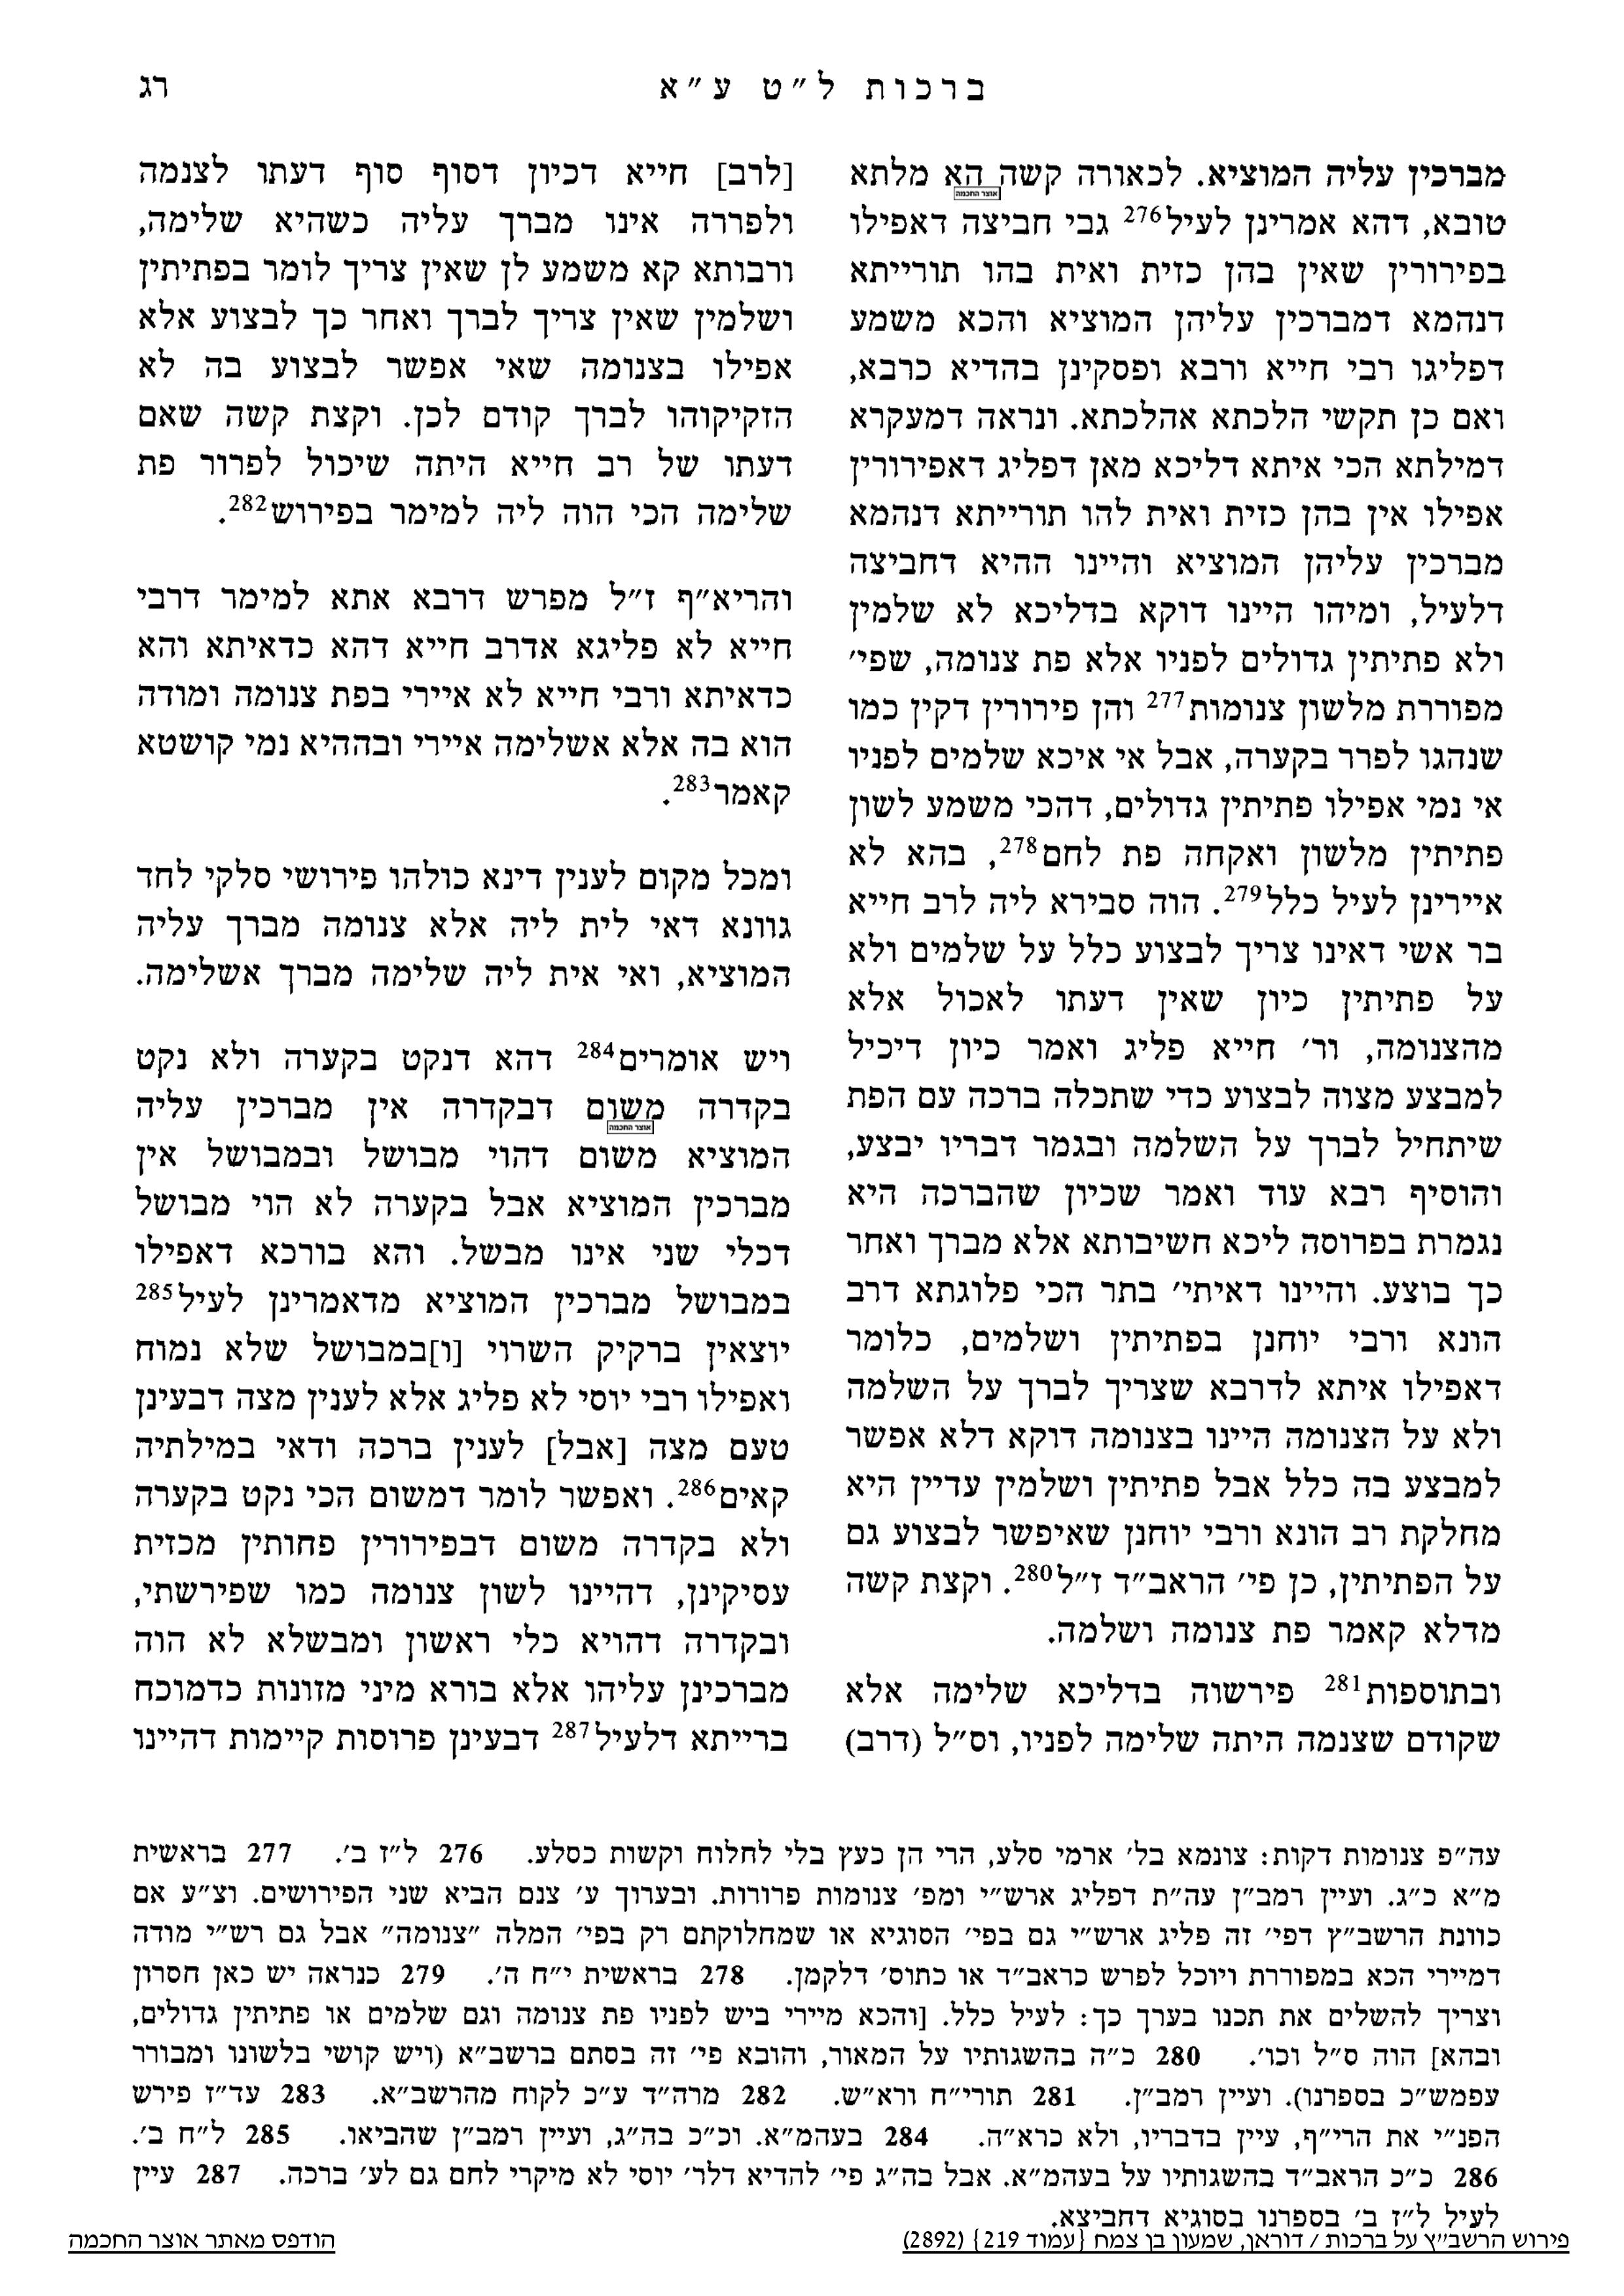 ברכות ל״ט ע״א
רג
מברכין עליה המוציא. לכאורה קשה הא מלתא
אוצר החכמה
טובא, דהא אמרינן לעיל276 גבי חביצה דאפילו
בפירורין שאין בהן כזית ואית בהו תורייתא
דנהמא דמברכין עליהן המוציא והכא משמע
דפליגו רבי חייא ורבא ופסקינן בהדיא כרבא,
ואם כן תקשי הלכתא אהלכתא. ונראה דמעקרא
דמילתא הכי איתא דליכא מאן דפליג דאפירורין
אפילו אין בהן כזית ואית להו תורייתא דנהמא
מברכין עליהן המוציא והיינו ההיא דחביצה
דלעיל, ומיהו היינו דוקא בדליכא לא שלמין
ולא פתיתין גדולים לפניו אלא פת צנומה, שפי׳
מפוררת מלשון צנומות277 והן פירורין דקין כמו
שנהגו לפרר בקערה, אבל אי איכא שלמים לפניו
אי נמי אפילו פתיתין גדולים, דהכי משמע לשון
פתיתין מלשון ואקחה פת לחם278, בהא לא
איירינן לעיל כלל279. הוה סבירא ליה לרב חייא
בר אשי דאינו צריך לבצוע כלל על שלמים ולא
על פתיתין כיון שאין דעתו לאכול אלא
מהצנומה, ור׳ חייא פליג ואמר כיון דיכיל
למבצע מצוה לבצוע כדי שתכלה ברכה עם הפת
שיתחיל לברך על השלמה ובגמר דבריו יבצע,
והוסיף רבא עוד ואמר שכיון שהברכה היא
נגמרת בפרוסה ליכא חשיבותא אלא מברך ואחר
כך בוצע. והיינו דאיתי׳ בתר הכי פלוגתא דרב
הונא ורבי יוחנן בפתיתין ושלמים, כלומר
דאפילו איתא לדרבא שצריך לברך על השלמה
ולא על הצנומה היינו בצנומה דוקא דלא אפשר
למבצע בה כלל אבל פתיתין ושלמין עדיין היא
מחלקת רב הונא ורבי יוחנן שאיפשר לבצוע גם
על הפתיתין, כן פי׳ הראב״ד ז״ל280. וקצת קשה
מדלא קאמר פת צנומה ושלמה.
ובתוספות281 פירשוה בדליכא שלימה אלא
שקודם שצנמה היתה שלימה לפניו, וס״ל (דרב)
[לרב] חייא דכיון דסוף סוף דעתו לצנמה
ולפררה אינו מברך עליה כשהיא שלימה,
ורבותא קא משמע לן שאין צריך לומר בפתיתין
ושלמין שאין צריך לברך ואחר כך לבצוע אלא
אפילו בצנומה שאי אפשר לבצוע בה לא
הזקיקוהו לברך קודם לכן. וקצת קשה שאם
דעתו של רב חייא היתה שיכול לפרור פת
שלימה הכי הוה ליה למימר בפירוש282.
והריא״ף ז״ל מפרש דרבא אתא למימר דרבי
חייא לא פליגא אדרב חייא דהא כדאיתא והא
כדאיתא ורבי חייא לא איירי בפת צנומה ומודה
הוא בה אלא אשלימה איירי ובההיא נמי קושטא
קאמר283.
ומכל מקום לענין דינא כולהו פירושי סלקי לחד
גוונא דאי לית ליה אלא צנומה מברך עליה
המוציא, ואי אית ליה שלימה מברך אשלימה.
ויש אומרים284 דהא דנקט בקערה ולא נקט
בקדרה משום דבקדרה אין מברכין עליה
אוצר החכמה
המוציא משום דהוי מבושל ובמבושל אין
מברכין המוציא אבל בקערה לא הוי מבושל
דכלי שני אינו מבשל. והא בורכא דאפילו
במבושל מברכין המוציא מדאמרינן לעיל285
יוצאין ברקיק השרוי [ו]במבושל שלא נמוח
ואפילו רבי יוסי לא פליג אלא לענין מצה דבעינן
טעם מצה [אבל] לענין ברכה ודאי במילתיה
קאים286. ואפשר לומר דמשום הכי נקט בקערה
ולא בקדרה משום דבפירורין פחותין מכזית
עסיקינן, דהיינו לשון צנומה כמו שפירשתי,
ובקדרה דהויא כלי ראשון ומבשלא לא הוה
מברכינן עליהו אלא בורא מיני מזונות כדמוכח
ברייתא דלעיל287 דבעינן פרוסות קיימות דהיינו
עה״פ צנומות דקות: צונמא בל׳ ארמי סלע, הרי הן כעץ בלי לחלוח וקשות כסלע. 276 ל״ז ב׳. 277 בראשית
מ״א כ״ג. ועיין רמב״ן עה״ת דפליג ארש״י ומפ׳ צנומות פרורות. ובערוך ע׳ צנם הביא שני הפירושים. וצ״ע אם
כוונת הרשב״ץ דפי׳ זה פליג ארש״י גם בפי׳ הסוגיא או שמחלוקתם רק בפי׳ המלה ״צנומה״ אבל גם רש״י מודה
דמיירי הכא במפוררת ויוכל לפרש כראב״ד או כתוס׳ דלקמן. 278 בראשית י״ח ה׳. 279 כנראה יש כאן חסרון
וצריך להשלים את תכנו בערך כך: לעיל כלל. [והכא מיירי ביש לפניו פת צנומה וגם שלמים או פתיתין גדולים,
ובהא] הוה ס״ל וכו׳. 280 כ״ה בהשגותיו על המאור, והובא פי׳ זה בסתם ברשב״א (ויש קושי בלשונו ומבורר
עפמש״כ בספרנו). ועיין רמב״ן. 281 תורי״ח ורא״ש. 282 מרה״ד ע״כ לקוח מהרשב״א. 283 עד״ז פירש
הפנ״י את הרי״ף, עיין בדבריו, ולא כרא״ה. 284 בעהמ״א. וכ״כ בה״ג, ועיין רמב״ן שהביאו. 285 ל״ח ב׳.
286 כ״כ הראב״ד בהשגותיו על בעהמ״א. אבל בה״ג פי׳ להדיא דלר׳ יוסי לא מיקרי לחם גם לע׳ ברכה. 287 עיין
לעיל ל״ז ב׳ בספרנו בסוגיא דחביצא.
פירוש הרשב״ץ על ברכות / דוראן, שמעון בן צמח {עמוד 219} (2892)
הודפס מאתר אוצר החכמה